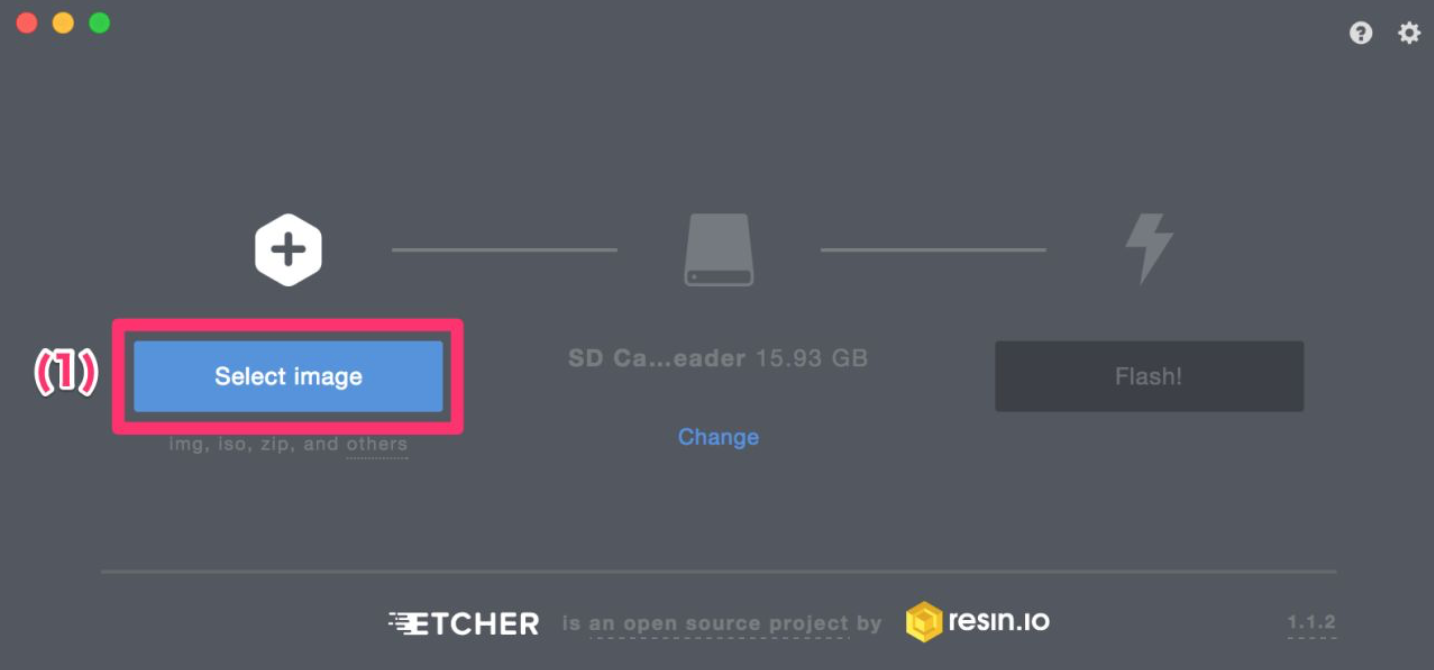 (1)
Select image
img, iso, zip, and others
SD Ca...eader 15.93 GB
Change
Flash!
ETCHER is an open source project by resin.io
1.1.2